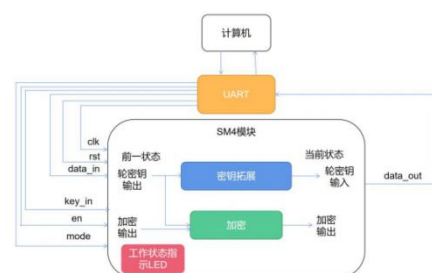 计算机
UART
SM4模块
clk
rst
data_in
key_in
en
mode
前一状态
当前状态
轮密钥
输出
密钥拓展
轮密钥
输入
data_out
加密
输出
加密
加密
输出
工作状态指
示LED